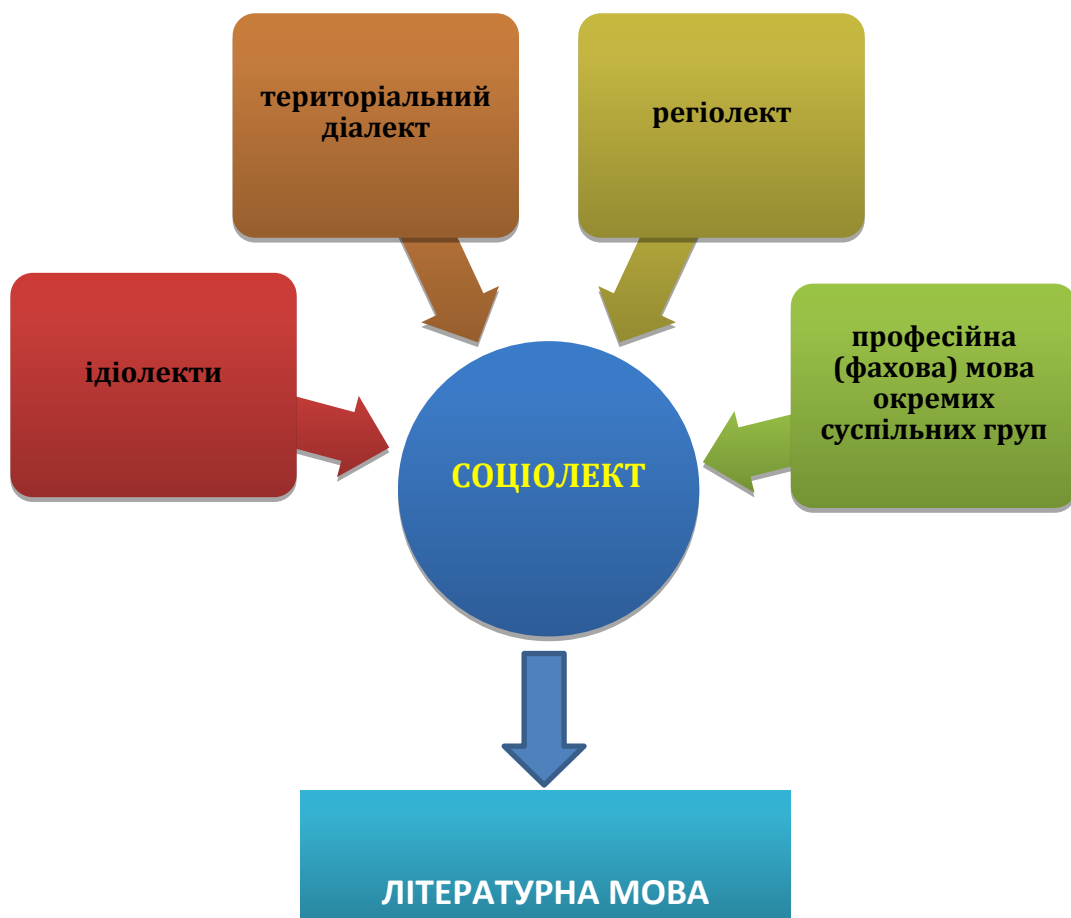 територіальний
діалект
регіолект
ідіолекти
професійна
(фахова) мова
окремих
суспільних груп
СОЦІОЛЕКТ
ЛІТЕРАТУРНА МОВА